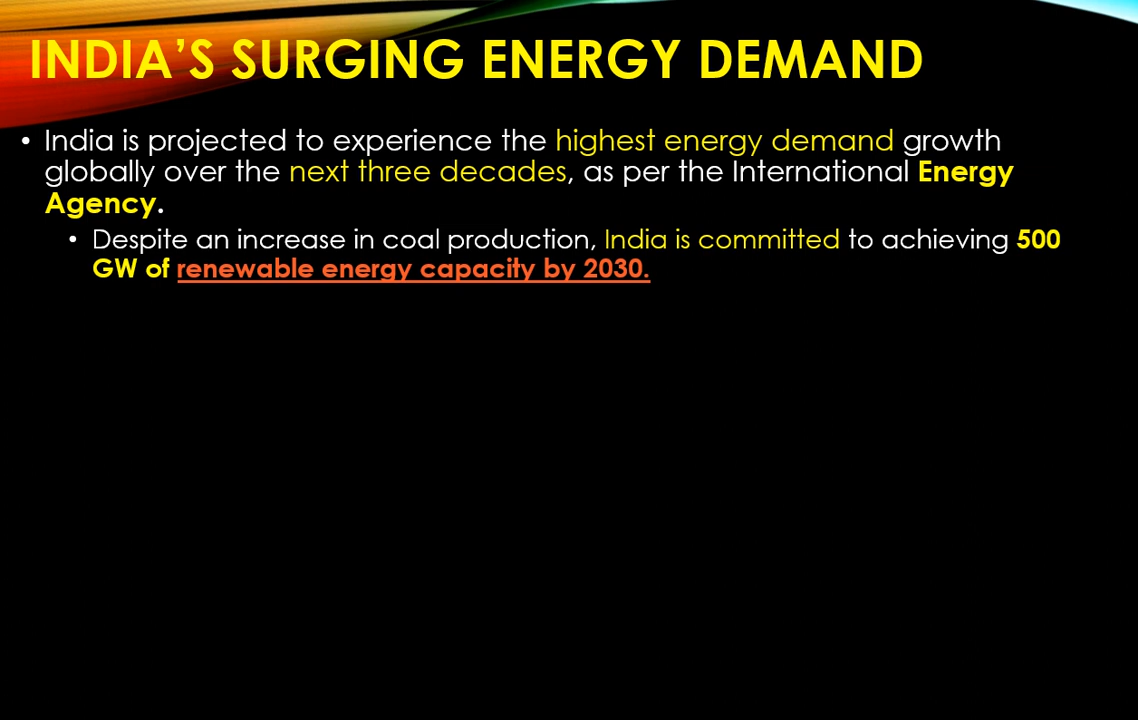 INDIA’S SURGING ENERGY DEMAND
• India is projected to experience the highest energy demand growth
globally over the next three decades, as per the International Energy
Agency.
• Despite an increase in coal production, India is committed to achieving 500
GW of renewable energy capacity by 2030.